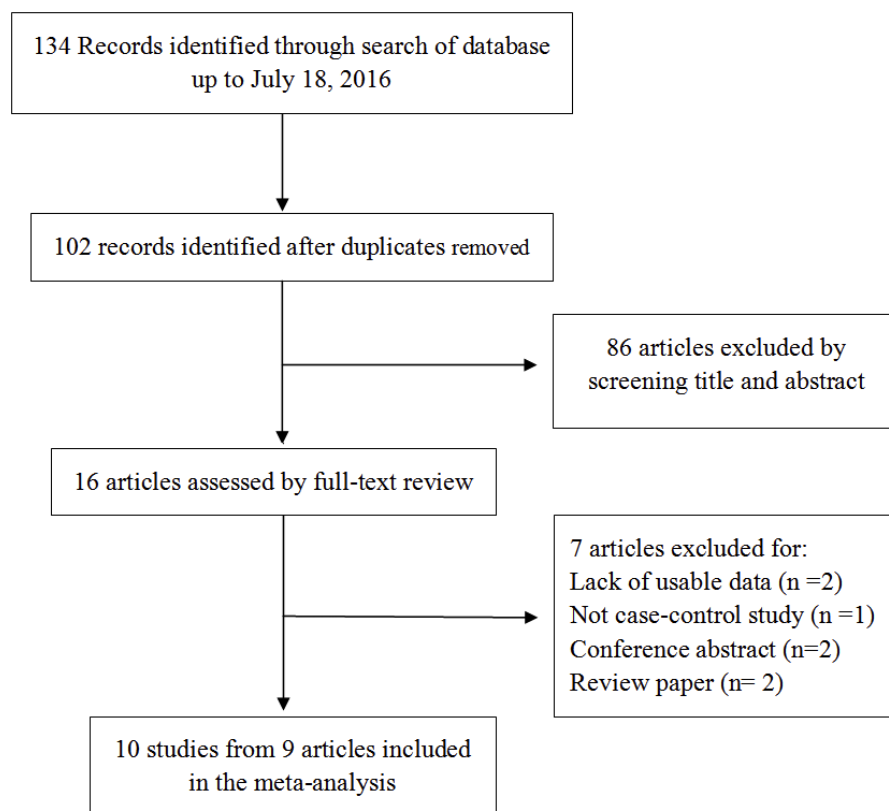 134 Records identified through search of database
up to July 18, 2016
102 records identified after duplicates removed
86 articles excluded by
screening title and abstract
16 articles assessed by full-text review
7 articles excluded for:
Lack of usable data (n =2)
Not case-control study (n =1)
Conference abstract (n=2)
Review paper (n= 2)
10 studies from 9 articles included
in the meta-analysis